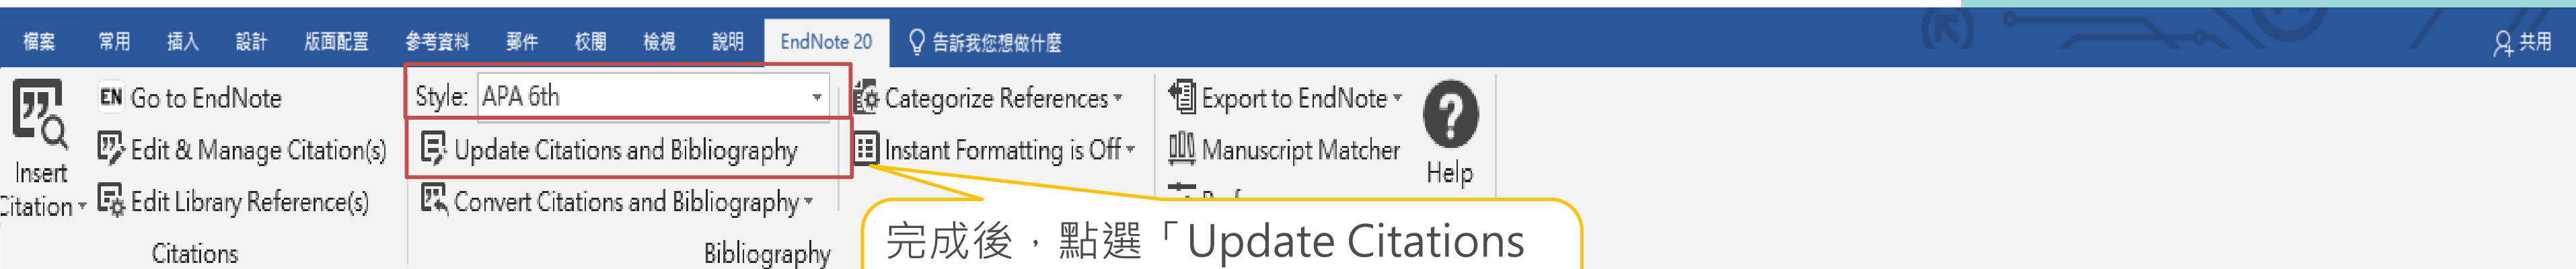 檔案 常用 插入 設計 版面配置 參考資料 郵件 校閱 檢視 說明 EndNote 20 告訴我您想做什麼 共用
EN Go to EndNote Style: APA 6th Categorize References Export to EndNote
Edit & Manage Citation(s) Update Citations and Bibliography Instant Formatting is Off Manuscript Matcher
Insert Help
Citation Edit Library Reference(s) Convert Citations and Bibliography
Citations Bibliography
完成後，點選「Update Citations